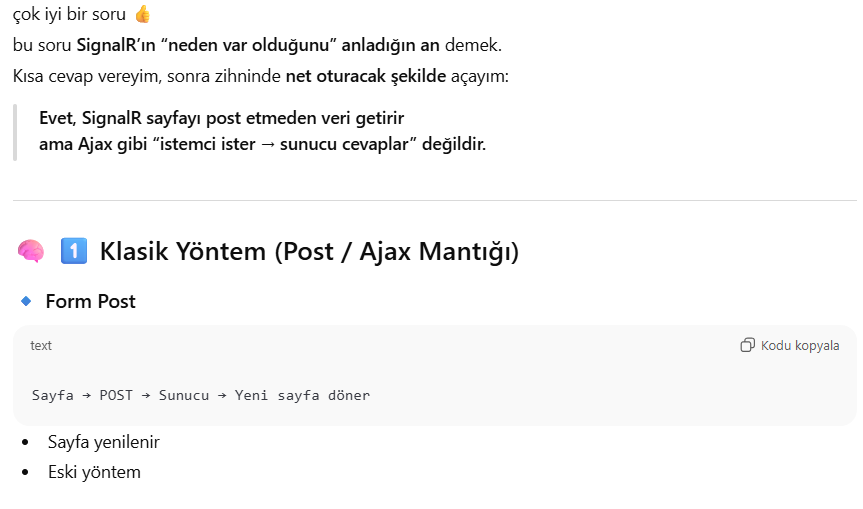 çok iyi bir soru 👍
bu soru SignalR’ın “neden var olduğunu” anladığın an demek.
Kısa cevap vereyim, sonra zihninde net oturacak şekilde açayım:
Evet, SignalR sayfayı post etmeden veri getirir
ama Ajax gibi “istemci ister → sunucu cevaplar” değildir.
🧠 1️⃣ Klasik Yöntem (Post / Ajax Mantığı)
🔹 Form Post
text
Kodu kopyala
Sayfa → POST → Sunucu → Yeni sayfa döner
• Sayfa yenilenir
• Eski yöntem